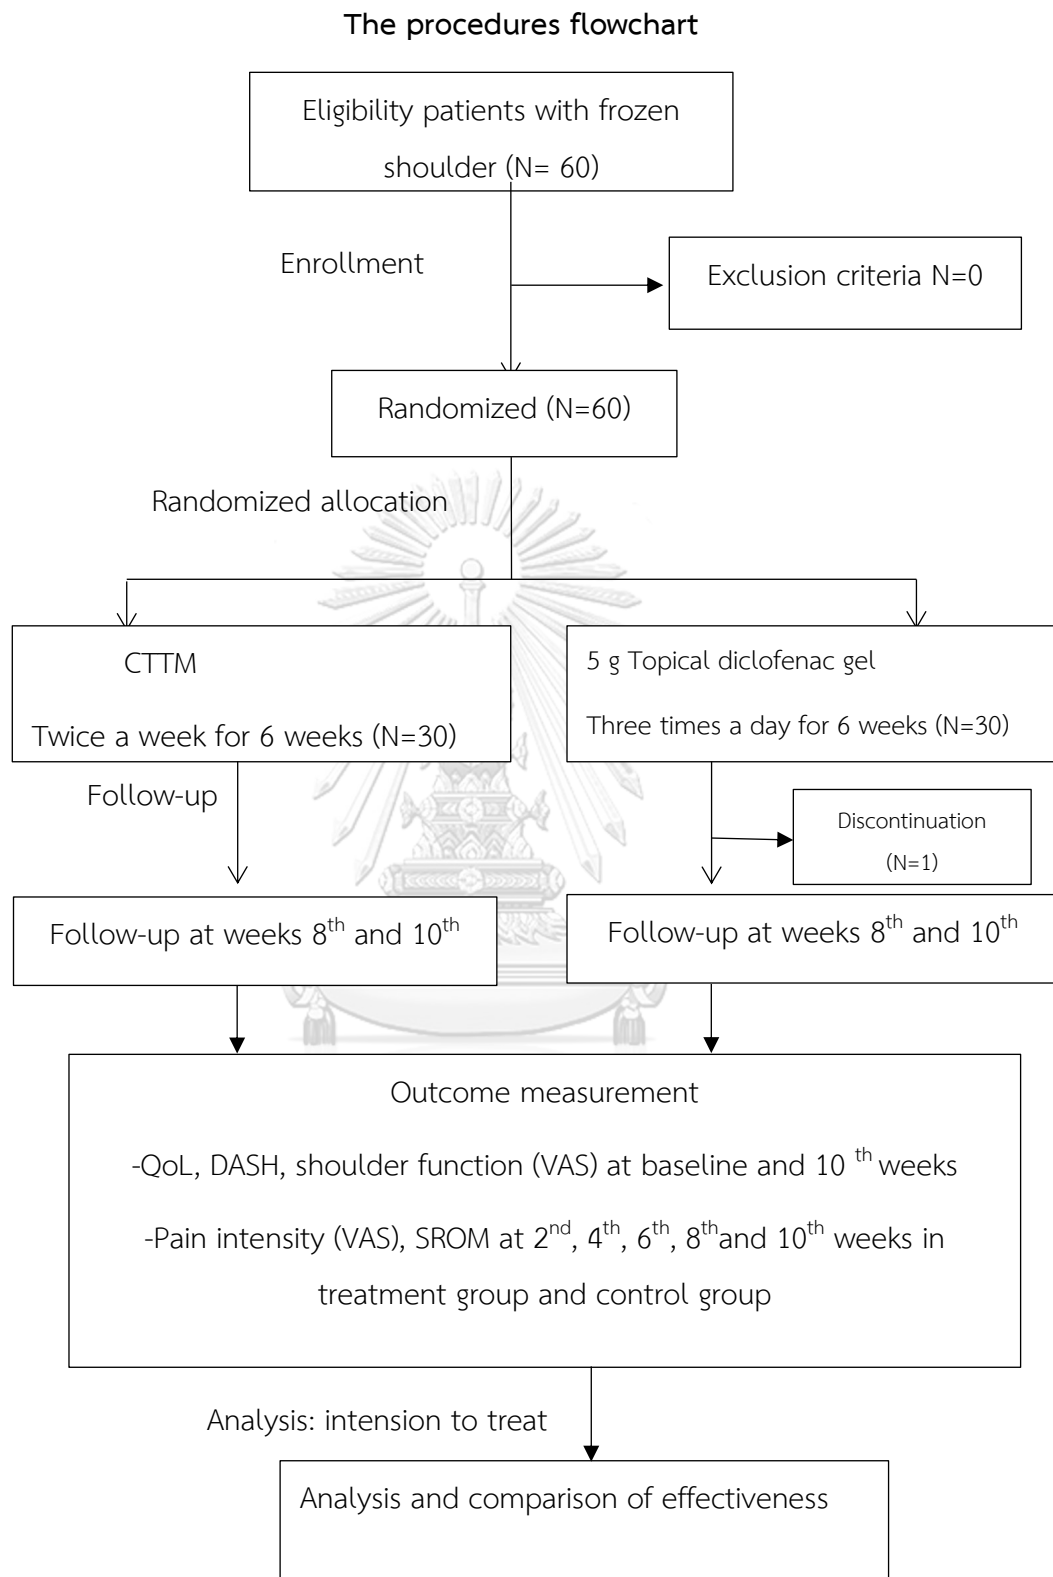 The procedures flowchart
Eligibility patients with frozen
shoulder (N= 60)
Enrollment
Exclusion criteria N=0
Randomized (N=60)
Randomized allocation
CTTM
Twice a week for 6 weeks (N=30)
5 g Topical diclofenac gel
Three times a day for 6 weeks (N=30)
Follow-up
Discontinuation
(N=1)
Follow-up at weeks 8th and 10th
Follow-up at weeks 8th and 10th
Outcome measurement
-QoL, DASH, shoulder function (VAS) at baseline and 10 th weeks
-Pain intensity (VAS), SROM at 2nd, 4th, 6th, 8thand 10th weeks in
treatment group and control group
Analysis: intension to treat
Analysis and comparison of effectiveness